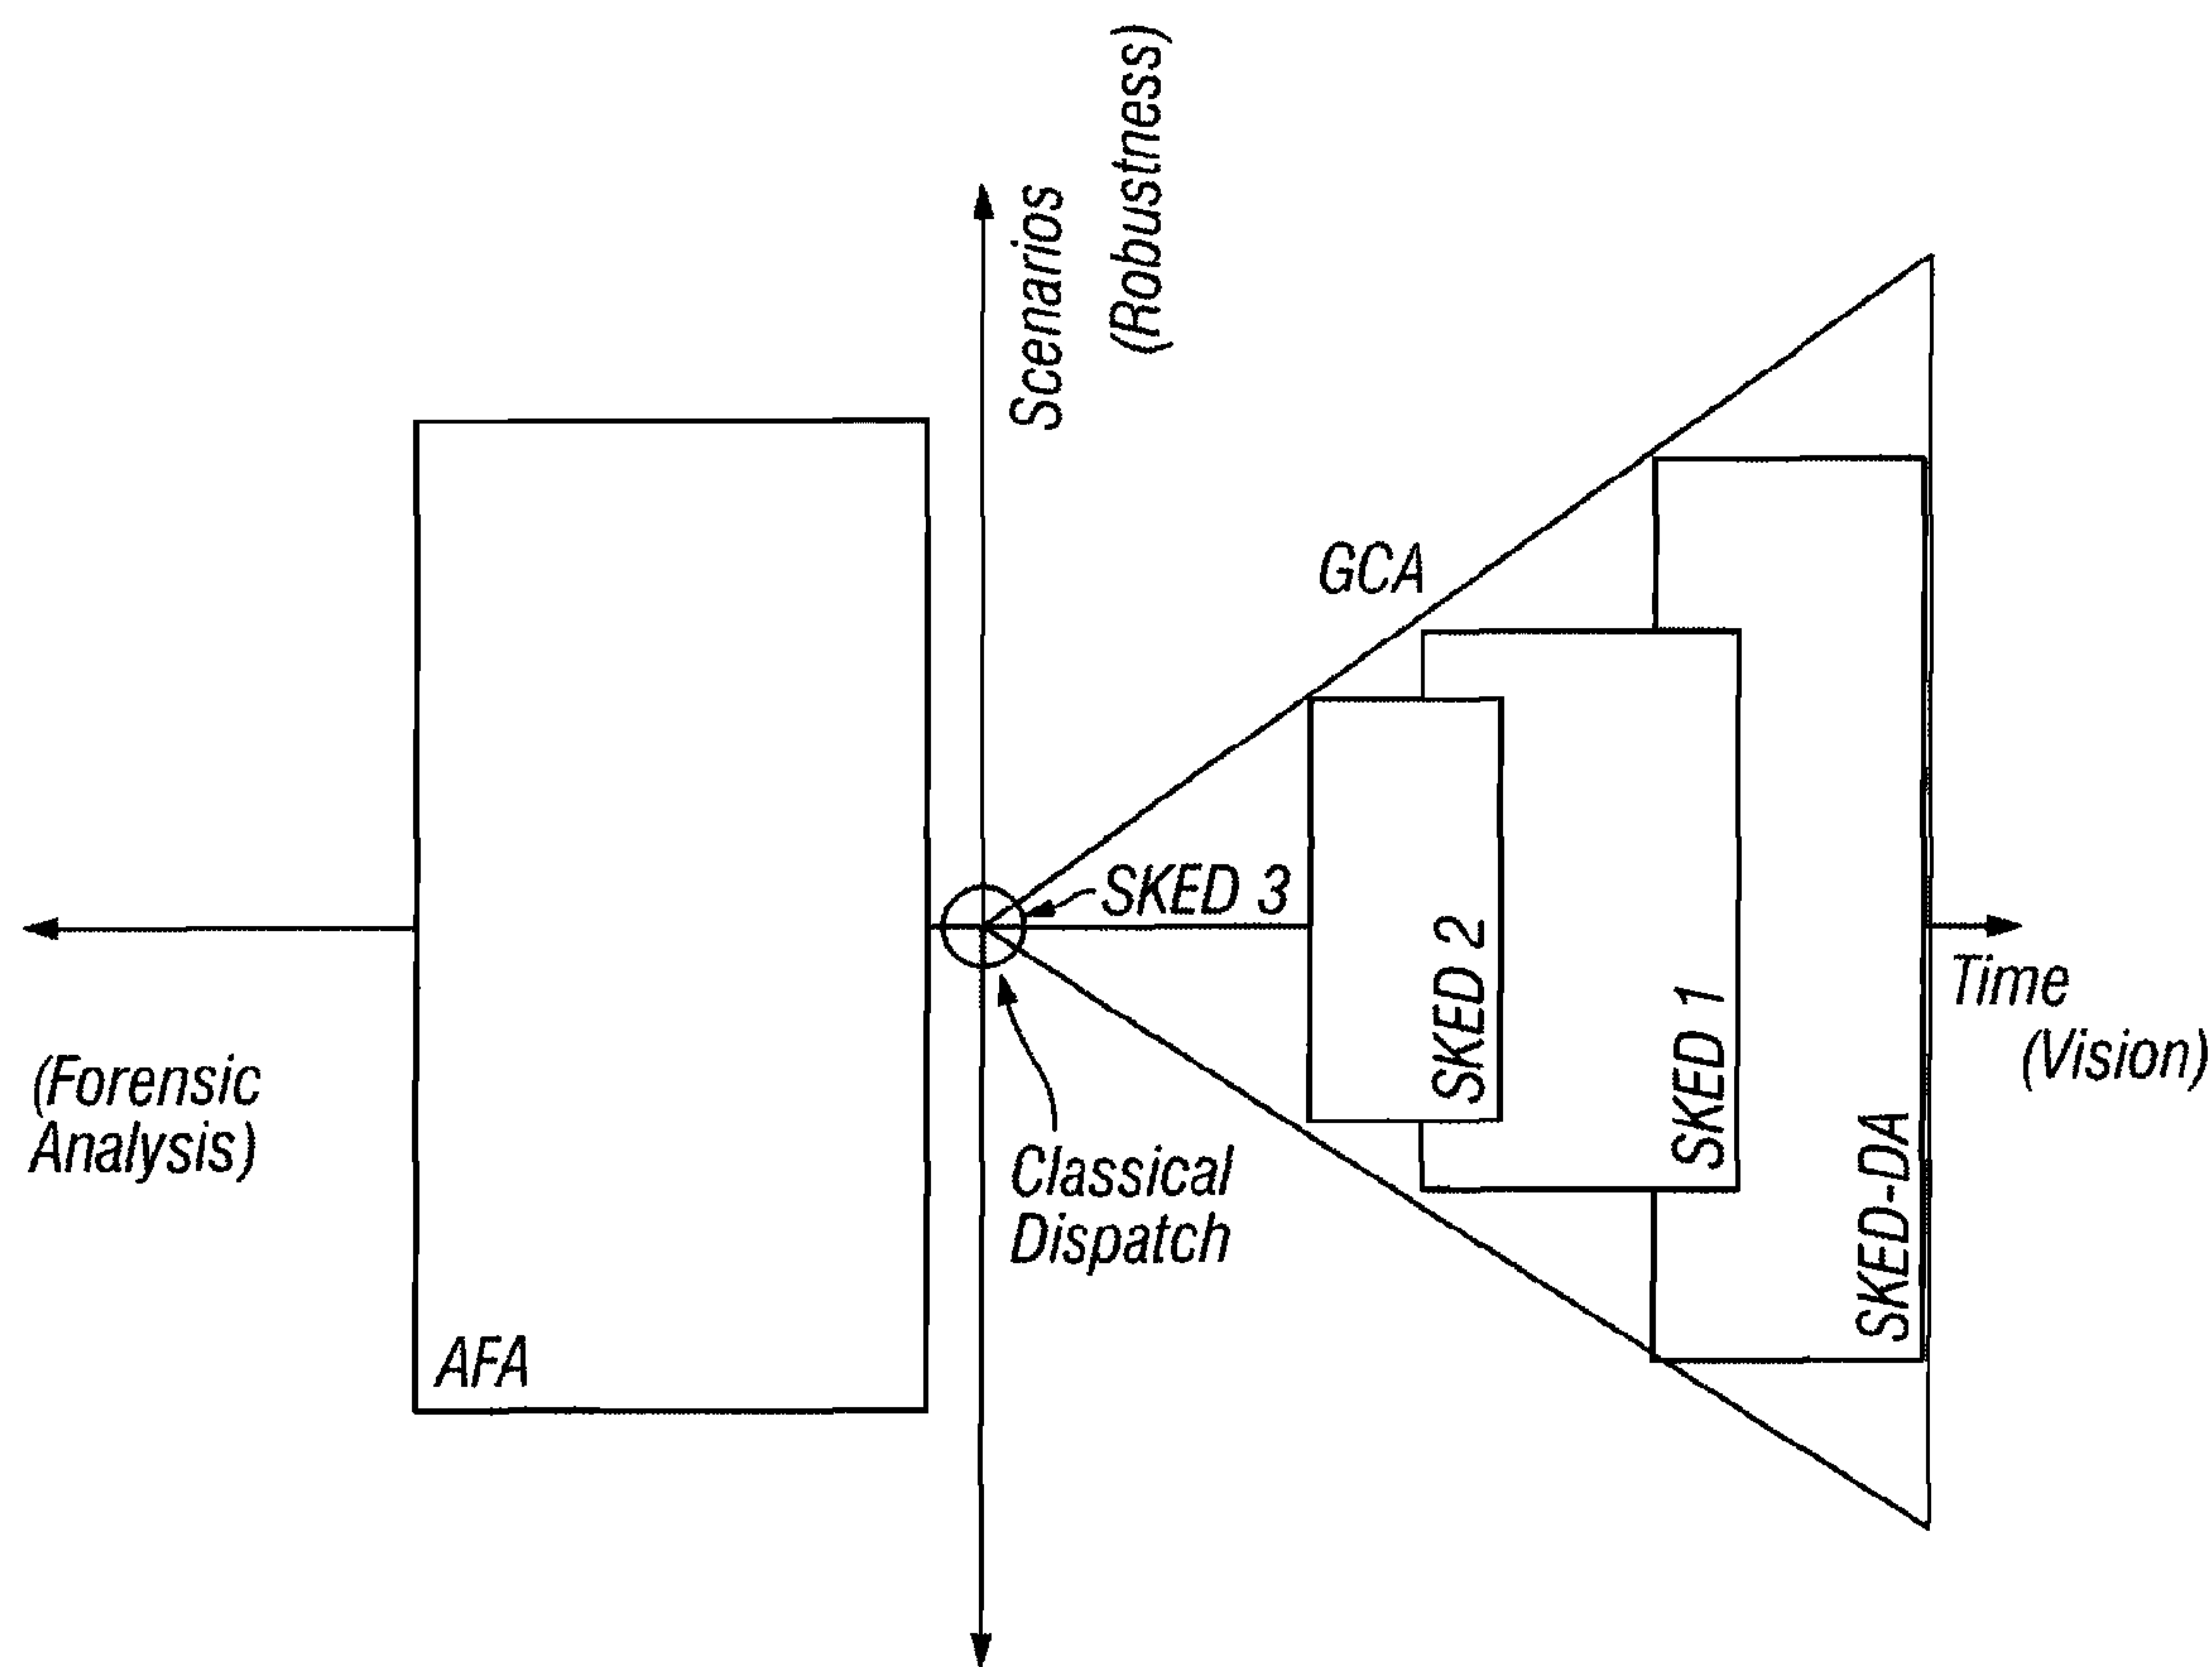 Scenarios
(Robustness)
GCA
SKED 3
SKED 2
SKED 1
SKED-DA
Time
(Vision)
(Forensic
Analysis)
Classical
Dispatch
AFA